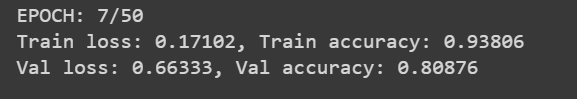 EPOCH: 7/50
Train loss: 0.17102, Train accuracy: 0.93806
Val loss: 0.66333, Val accuracy: 0.80876